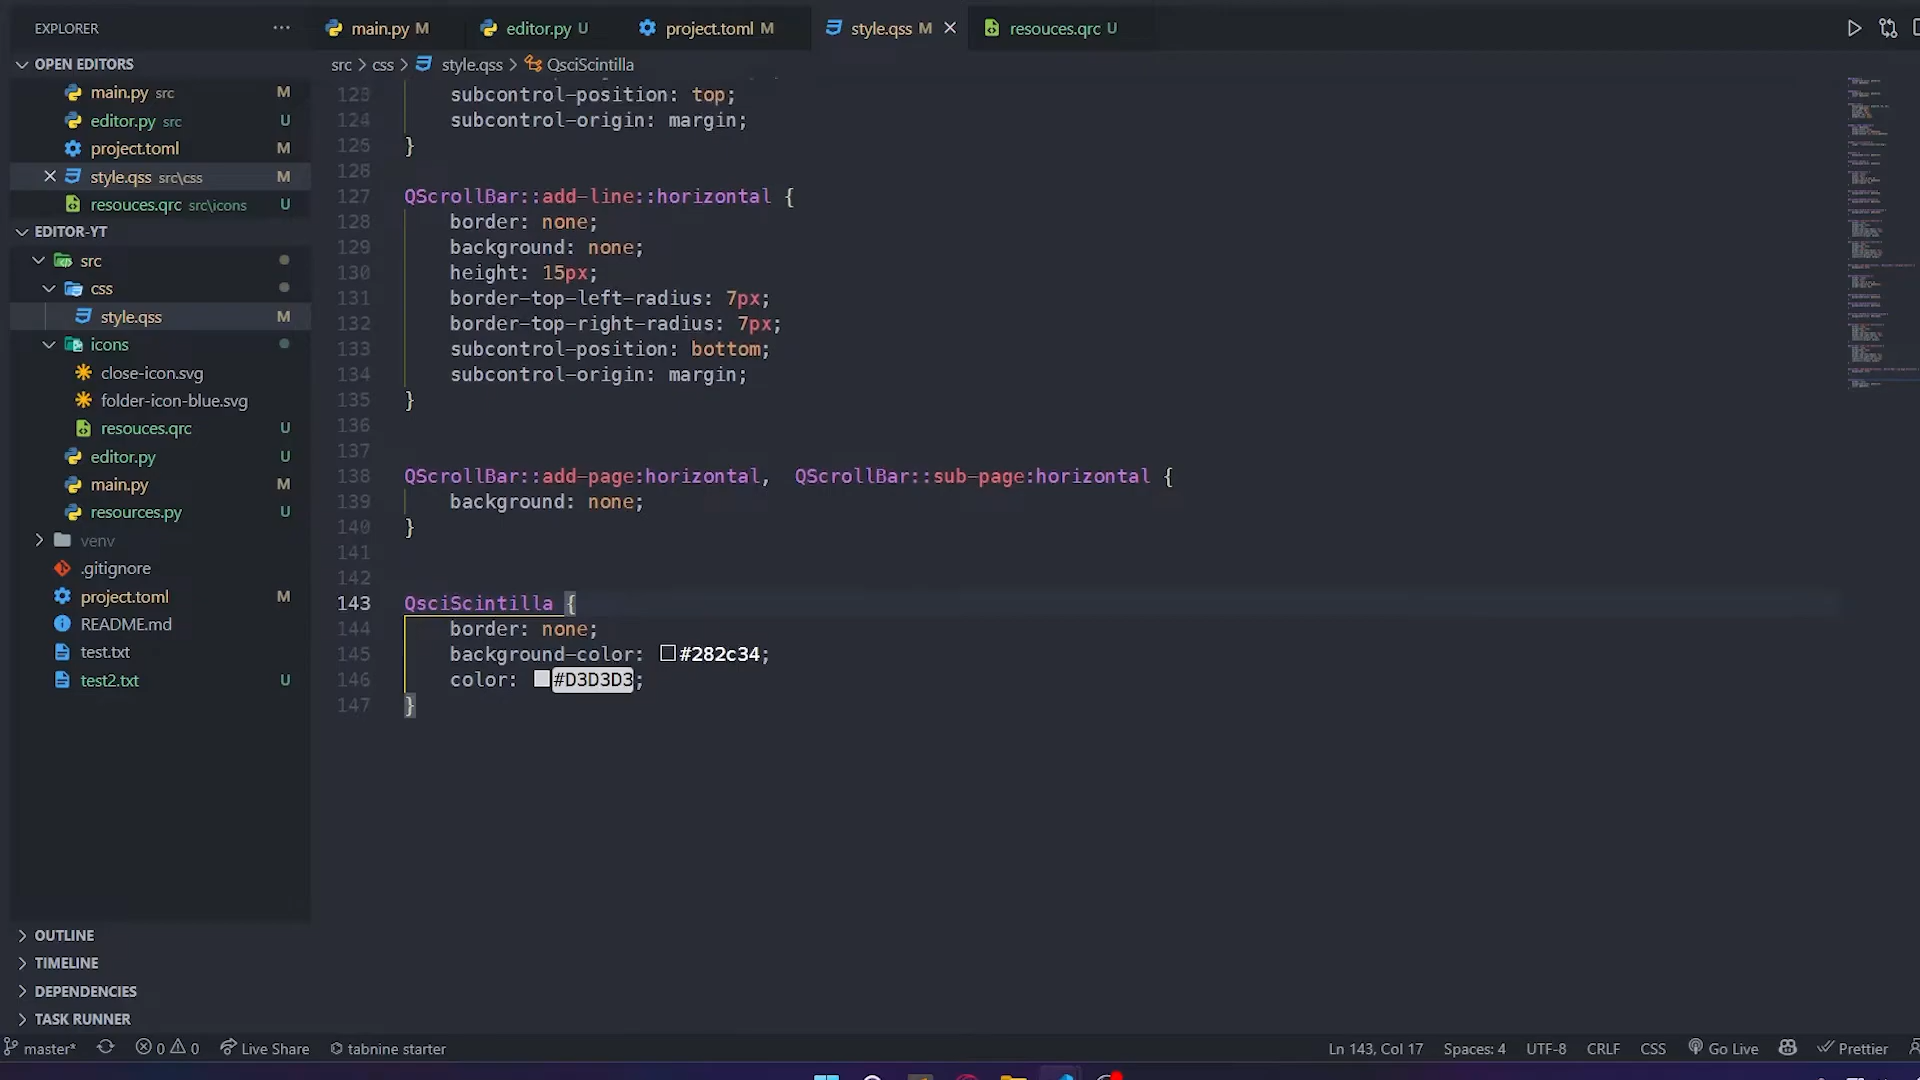 EXPLORER
main.py M
editor.py U
project.toml M
style.qss M
resouces.qrc U
OPEN EDITORS
main.py src M
editor.py src U
project.toml M
style.qss src\css M
resouces.qrc src\icons U
EDITOR-YT
src
css
style.qss M
icons
close-icon.svg
folder-icon-blue.svg
resouces.qrc U
editor.py U
main.py M
resources.py U
venv
.gitignore
project.toml M
README.md
test.txt
test2.txt U
OUTLINE
TIMELINE
DEPENDENCIES
TASK RUNNER
src > css > style.qss > QsciScintilla
123 subcontrol-position: top;
124 subcontrol-origin: margin;
125 }
126
127 QScrollBar::add-line::horizontal {
128 border: none;
129 background: none;
130 height: 15px;
131 border-top-left-radius: 7px;
132 border-top-right-radius: 7px;
133 subcontrol-position: bottom;
134 subcontrol-origin: margin;
135 }
136
137
138 QScrollBar::add-page:horizontal, QScrollBar::sub-page:horizontal {
139 background: none;
140 }
141
142
143 QsciScintilla {
144 border: none;
145 background-color: #282c34;
146 color: #D3D3D3;
147 }
master* 0 0 Live Share tabnine starter Ln 143, Col 17 Spaces: 4 UTF-8 CRLF CSS Go Live Prettier